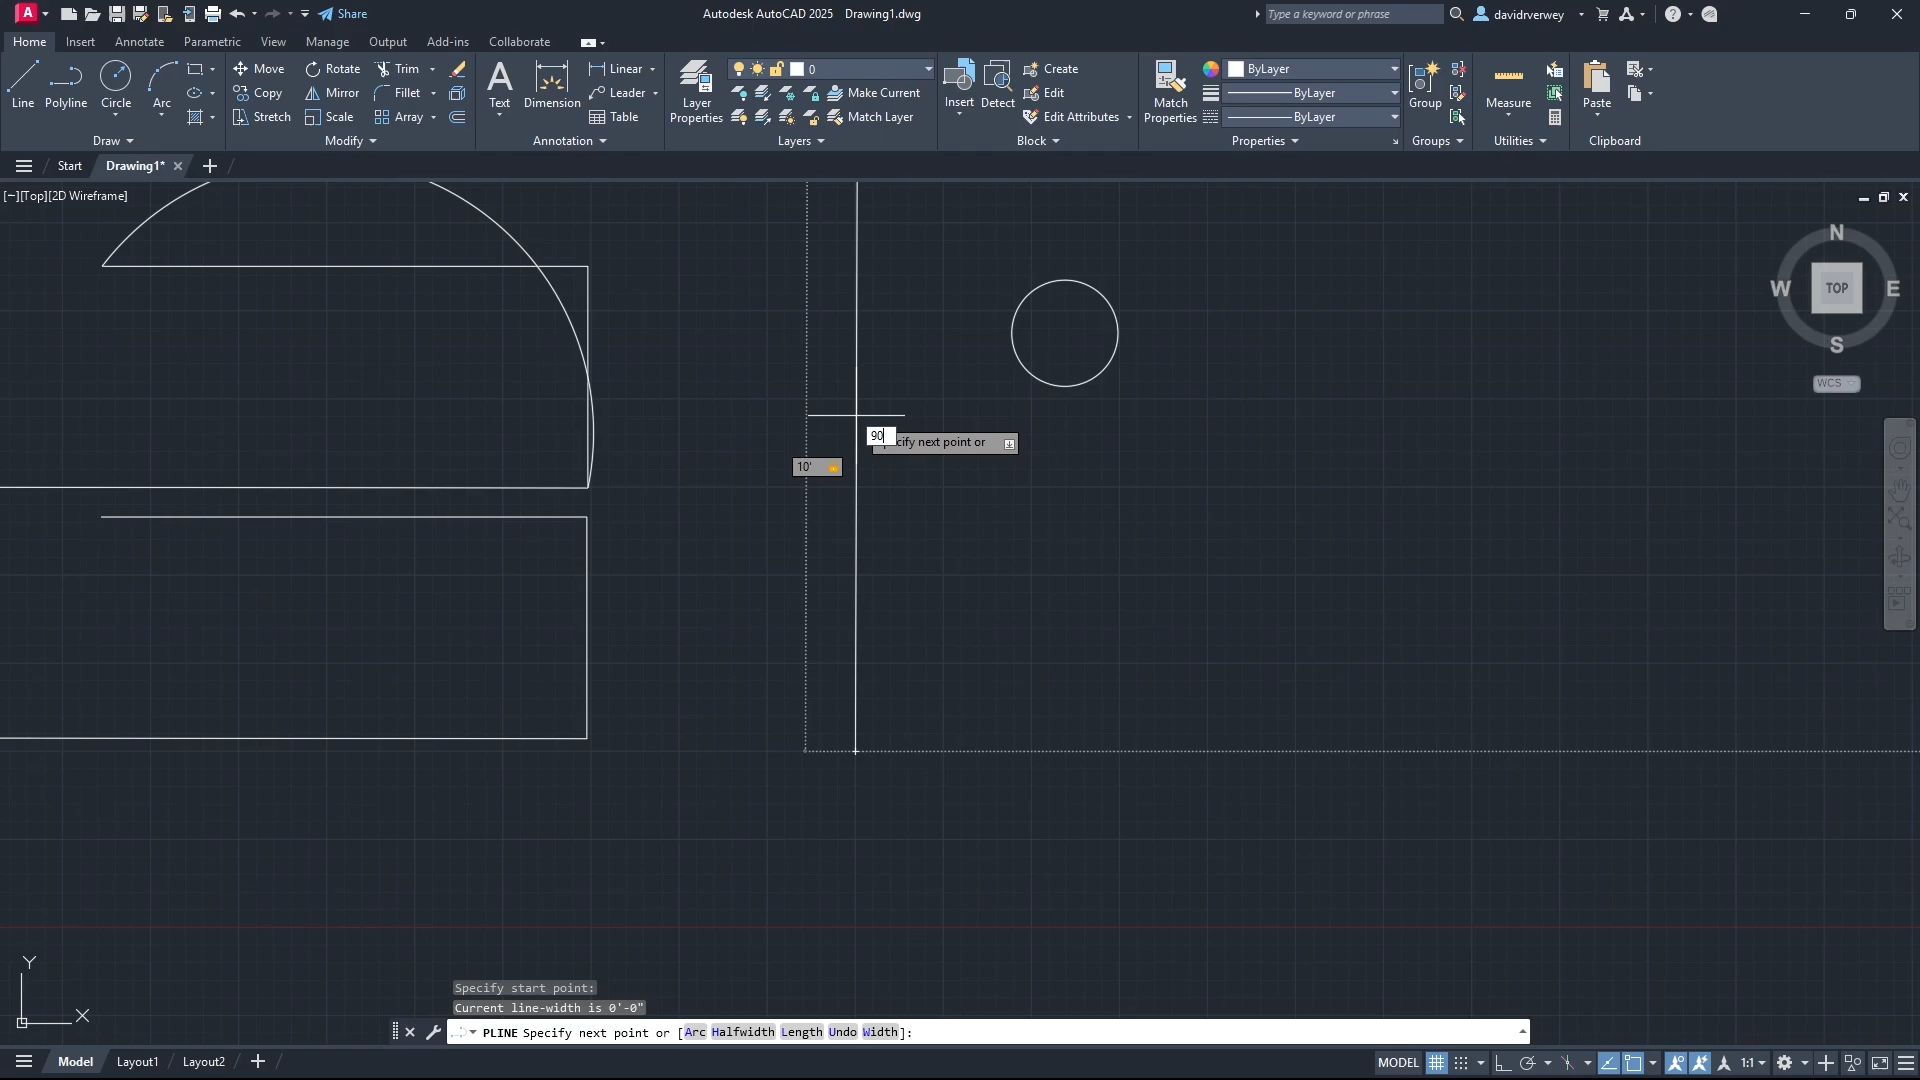 A Share Autodesk AutoCAD 2025 Drawing1.dwg Type a keyword or phrase davidrverwey
Home Insert Annotate Parametric View Manage Output Add-ins Collaborate
Line Polyline Circle Arc
Move Rotate Trim
Copy Mirror Fillet
Stretch Scale Array
Text Dimension
Linear
Leader
Table
Layer Properties
0
Make Current
Match Layer
Insert Detect
Create
Edit
Edit Attributes
Match Properties
ByLayer
ByLayer
ByLayer
Group Measure Paste
Draw Modify Annotation Layers Block Properties Groups Utilities Clipboard
Start Drawing1*
[−][Top][2D Wireframe]
N
W TOP E
S
WCS
90
cify next point or
10'
Y
X
Specify start point:
Current line-width is 0'-0"
PLINE Specify next point or [Arc Halfwidth Length Undo Width]:
Model Layout1 Layout2 MODEL 1:1